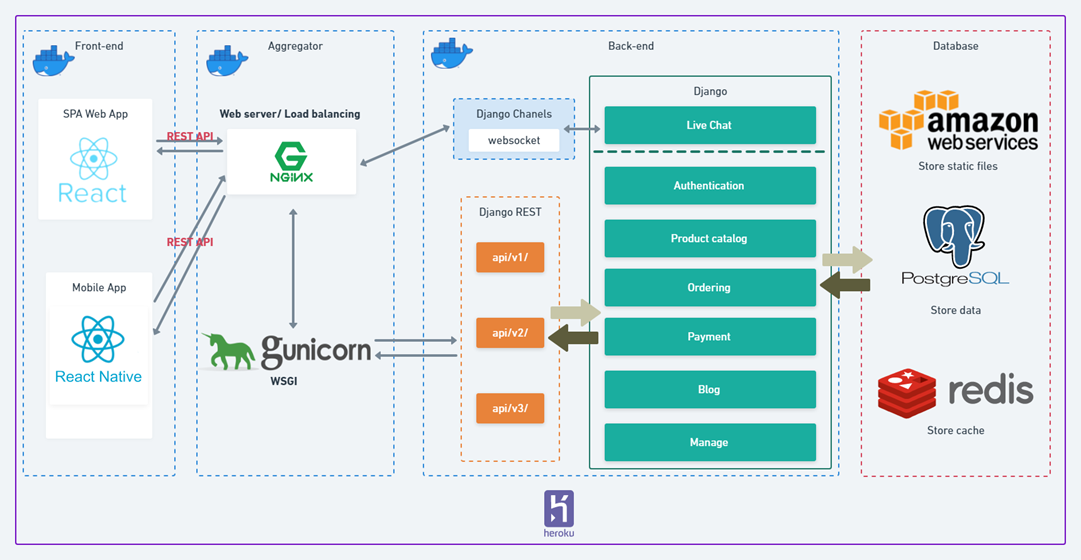 Front-end
Aggregator
Back-end
Database
SPA Web App
React
REST API
REST API
Mobile App
React Native
Web server/ Load balancing
NGiNX
gunicorn
WSGI
Django Chanels
websocket
Django REST
api/v1/
api/v2/
api/v3/
Django
Live Chat
Authentication
Product catalog
Ordering
Payment
Blog
Manage
amazon
web services
Store static files
PostgreSQL
Store data
redis
Store cache
heroku